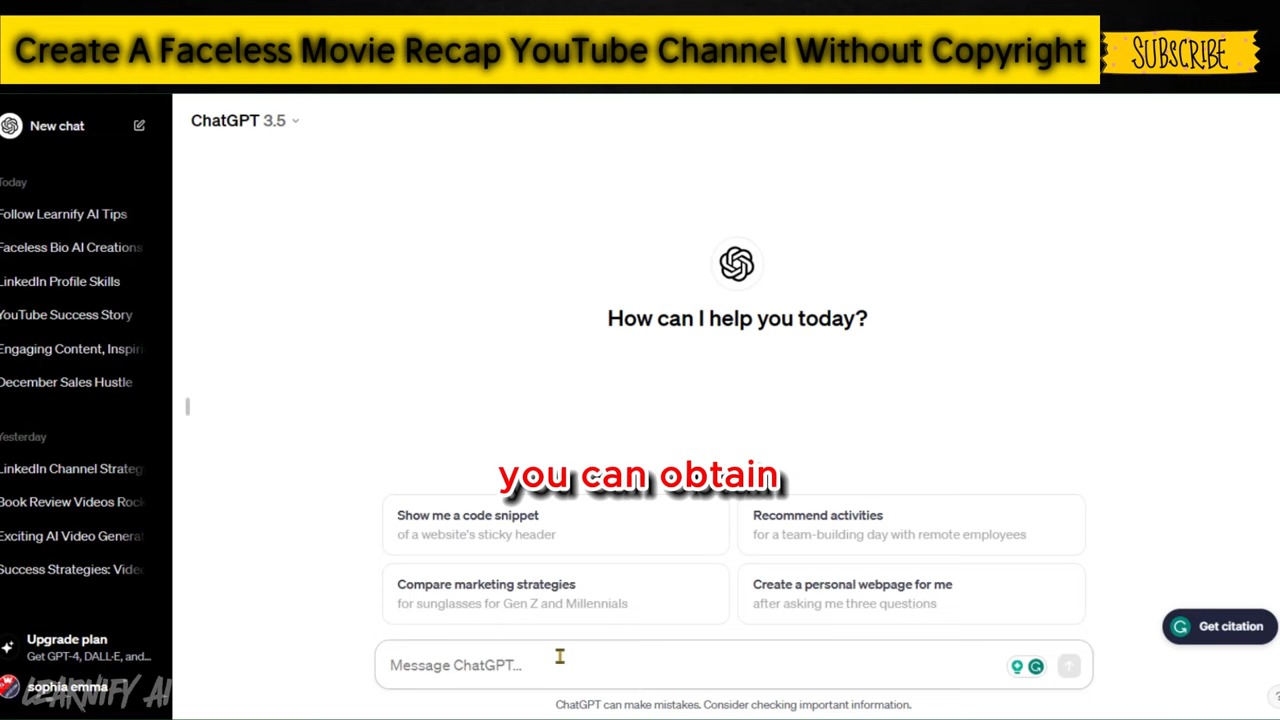 Create A Faceless Movie Recap YouTube Channel Without Copyright
SUBSCRIBE
New chat
ChatGPT 3.5
Today
Follow Learnify AI Tips
Faceless Bio AI Creations
LinkedIn Profile Skills
YouTube Success Story
Engaging Content, Inspiri
December Sales Hustle
Yesterday
LinkedIn Channel Strateg
Book Review Videos Rock
Exciting AI Video Generat
Success Strategies: Video
Upgrade plan
Get GPT-4, DALL-E, and...
sophia emma
LEARNIFY AI
How can I help you today?
you can obtain
Show me a code snippet
of a website's sticky header
Recommend activities
for a team-building day with remote employees
Compare marketing strategies
for sunglasses for Gen Z and Millennials
Create a personal webpage for me
after asking me three questions
Get citation
Message ChatGPT...
ChatGPT can make mistakes. Consider checking important information.
?